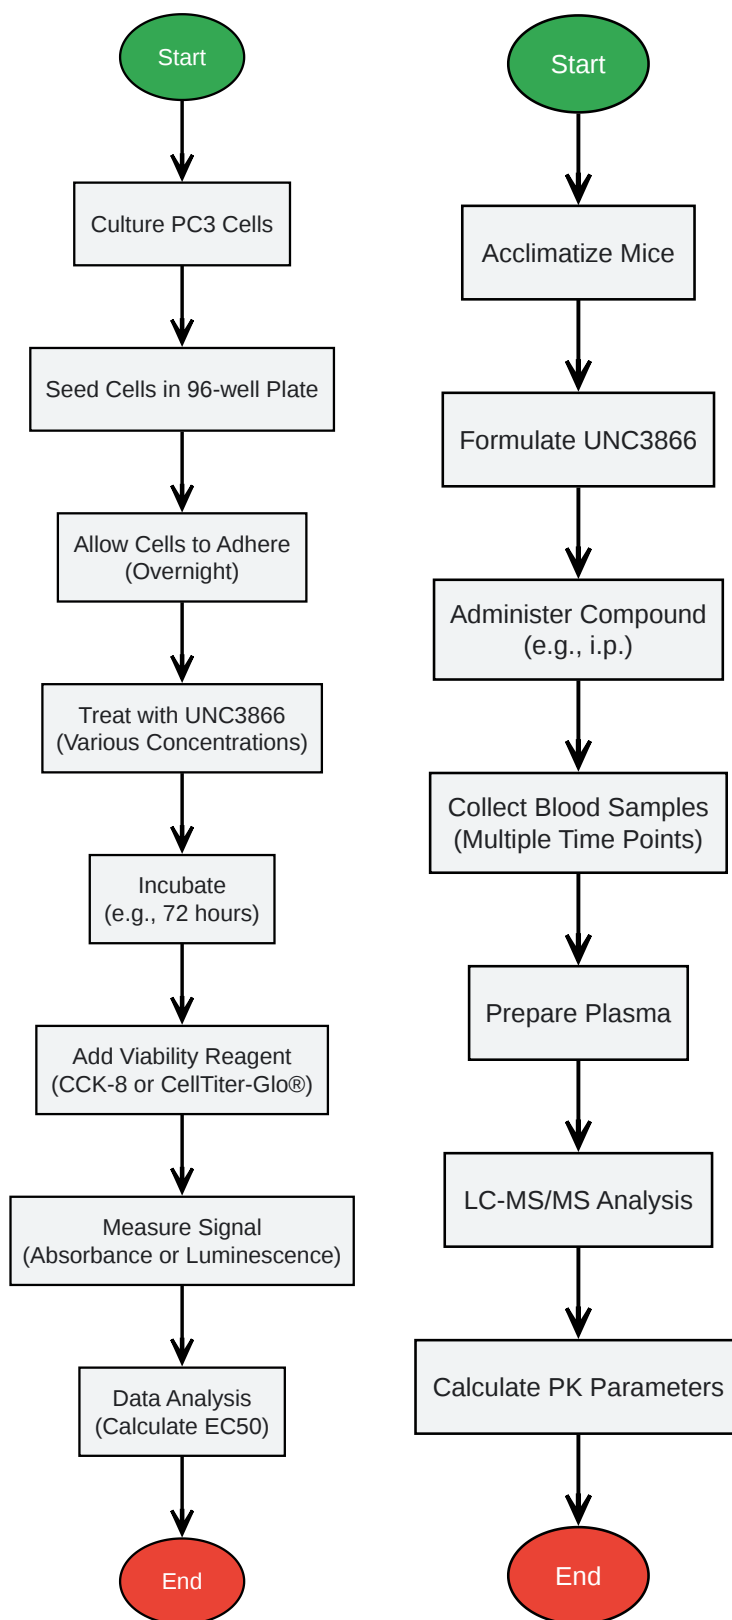 Start
Culture PC3 Cells
Seed Cells in 96-well Plate
Allow Cells to Adhere
(Overnight)
Treat with UNC3866
(Various Concentrations)
Incubate
(e.g., 72 hours)
Add Viability Reagent
(CCK-8 or CellTiter-Glo®)
Measure Signal
(Absorbance or Luminescence)
Data Analysis
(Calculate EC50)
End
Start
Acclimatize Mice
Formulate UNC3866
Administer Compound
(e.g., i.p.)
Collect Blood Samples
(Multiple Time Points)
Prepare Plasma
LC-MS/MS Analysis
Calculate PK Parameters
End